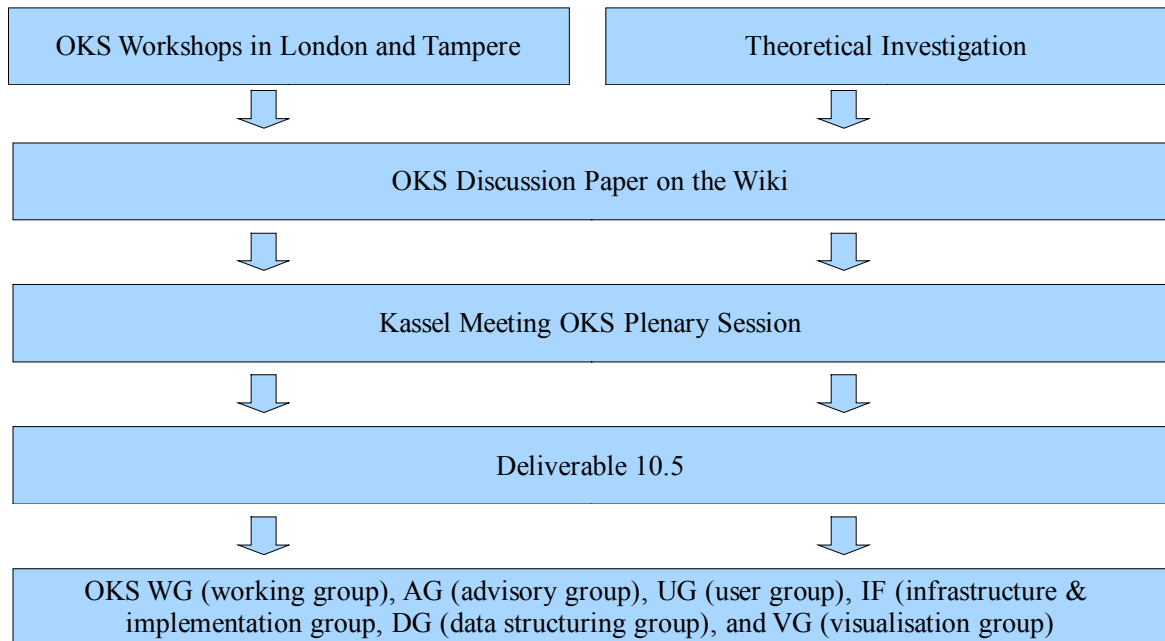 OKS Workshops in London and Tampere
Theoretical Investigation
OKS Discussion Paper on the Wiki
Kassel Meeting OKS Plenary Session
Deliverable 10.5
OKS WG (working group), AG (advisory group), UG (user group), IF (infrastructure &
implementation group, DG (data structuring group), and VG (visualisation group)